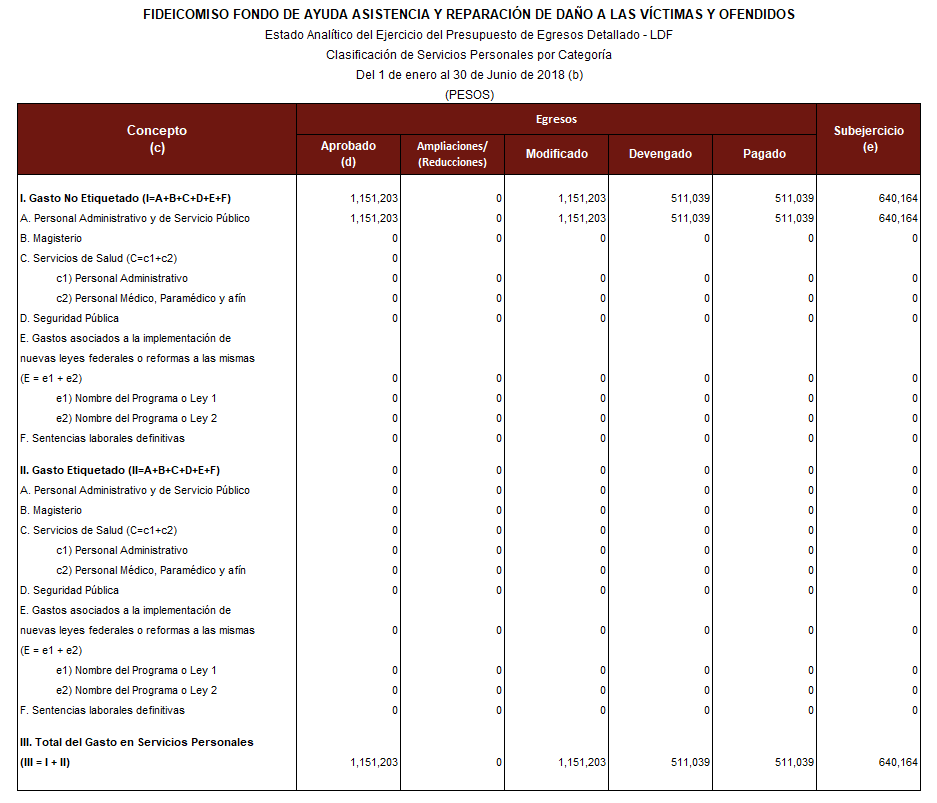 FIDEICOMISO FONDO DE AYUDA ASISTENCIA Y REPARACIÓN DE DAÑO A LAS VÍCTIMAS Y OFENDIDOS
Estado Analítico del Ejercicio del Presupuesto de Egresos Detallado - LDF
Clasificación de Servicios Personales por Categoría
Del 1 de enero al 30 de Junio de 2018 (b)
(PESOS)
Concepto (c) Egresos Subejercicio (e)
Aprobado (d) Ampliaciones/ (Reducciones) Modificado Devengado Pagado
I. Gasto No Etiquetado (I=A+B+C+D+E+F) 1,151,203 0 1,151,203 511,039 511,039 640,164
A. Personal Administrativo y de Servicio Público 1,151,203 0 1,151,203 511,039 511,039 640,164
B. Magisterio 0 0 0 0 0 0
C. Servicios de Salud (C=c1+c2) 0
c1) Personal Administrativo 0 0 0 0 0 0
c2) Personal Médico, Paramédico y afín 0 0 0 0 0 0
D. Seguridad Pública 0 0 0 0 0 0
E. Gastos asociados a la implementación de
nuevas leyes federales o reformas a las mismas
(E = e1 + e2) 0 0 0 0 0 0
e1) Nombre del Programa o Ley 1 0 0 0 0 0 0
e2) Nombre del Programa o Ley 2 0 0 0 0 0 0
F. Sentencias laborales definitivas 0 0 0 0 0 0
II. Gasto Etiquetado (II=A+B+C+D+E+F) 0 0 0 0 0 0
A. Personal Administrativo y de Servicio Público 0 0 0 0 0 0
B. Magisterio 0 0 0 0 0 0
C. Servicios de Salud (C=c1+c2) 0 0 0 0 0 0
c1) Personal Administrativo 0 0 0 0 0 0
c2) Personal Médico, Paramédico y afín 0 0 0 0 0 0
D. Seguridad Pública 0 0 0 0 0 0
E. Gastos asociados a la implementación de
nuevas leyes federales o reformas a las mismas 0 0 0 0 0 0
(E = e1 + e2)
e1) Nombre del Programa o Ley 1 0 0 0 0 0 0
e2) Nombre del Programa o Ley 2 0 0 0 0 0 0
F. Sentencias laborales definitivas 0 0 0 0 0 0
III. Total del Gasto en Servicios Personales
(III = I + II) 1,151,203 0 1,151,203 511,039 511,039 640,164